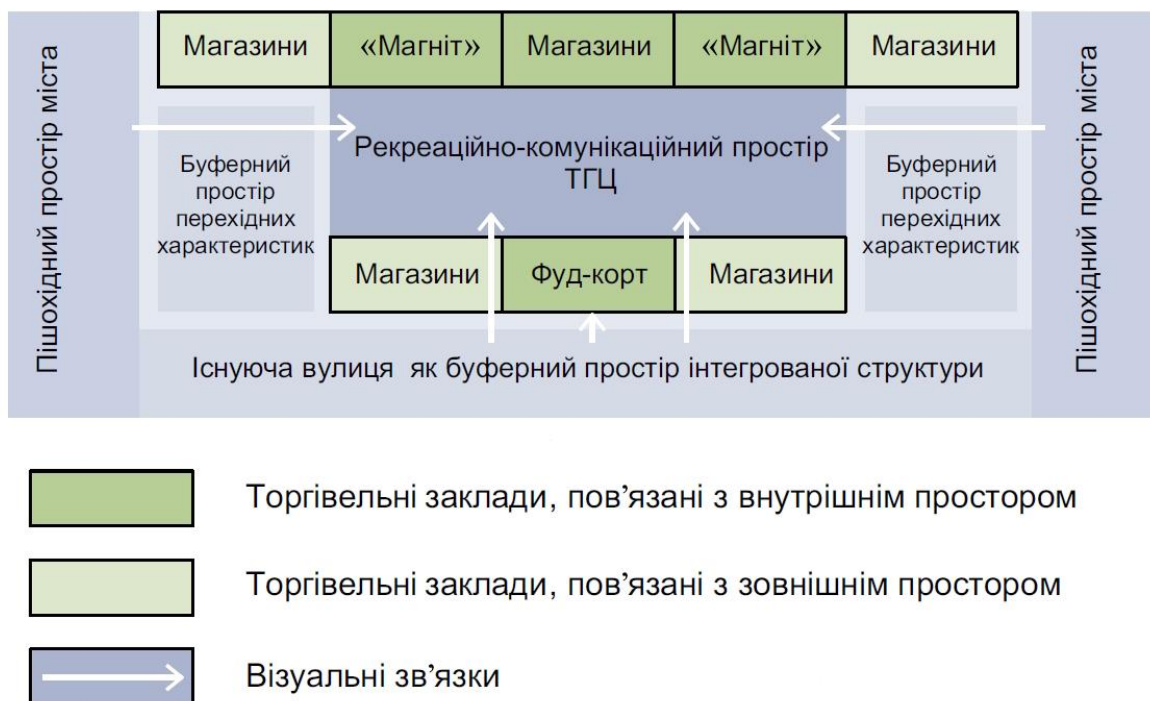 Пішохідний простір міста
Магазини
«Магніт»
Магазини
«Магніт»
Магазини
Буферний
простір
перехідних
характеристик
Рекреаційно-комунікаційний простір
ТГЦ
Буферний
простір
перехідних
характеристик
Магазини
Фуд-корт
Магазини
Існуюча вулиця як буферний простір інтегрованої структури
Пішохідний простір міста
Торгівельні заклади, пов’язані з внутрішнім простором
Торгівельні заклади, пов’язані з зовнішнім простором
Візуальні зв’язки